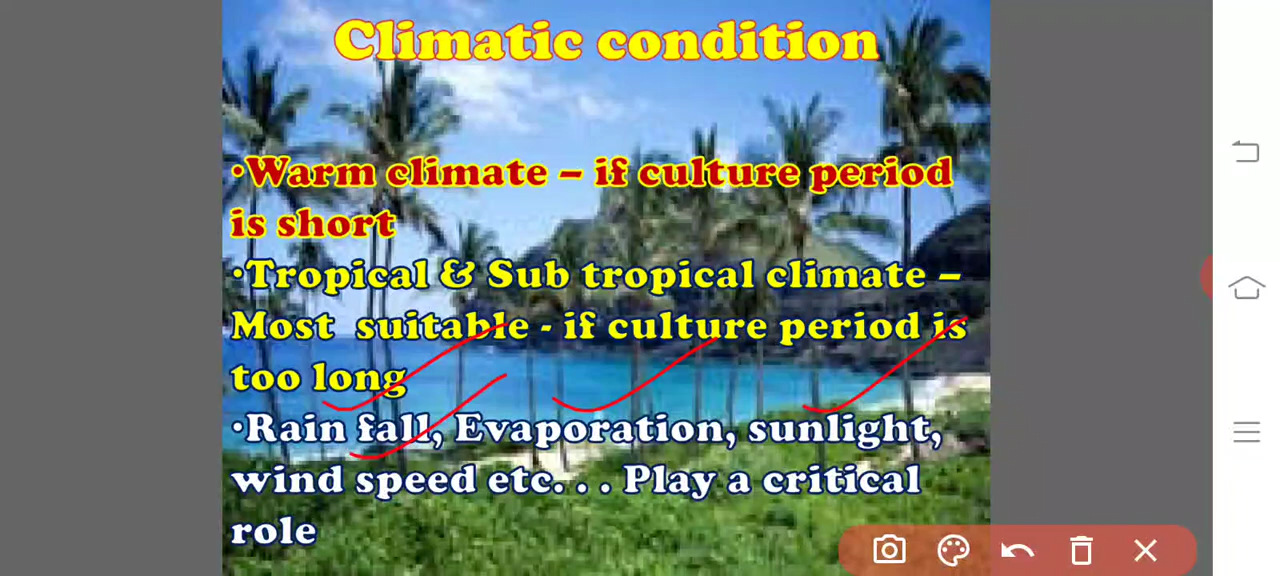 Climatic condition
•Warm climate – if culture period
is short
•Tropical & Sub tropical climate –
Most suitable - if culture period is
too long
•Rain fall, Evaporation, sunlight,
wind speed etc. . . Play a critical
role